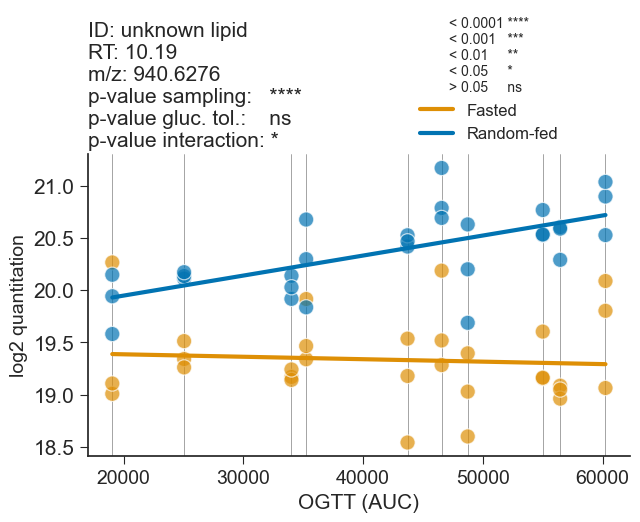 ID: unknown lipid
RT: 10.19
m/z: 940.6276
p-value sampling: ****
p-value gluc. tol.: ns
p-value interaction: *
< 0.0001 ****
< 0.001 ***
< 0.01 **
< 0.05 *
> 0.05 ns
Fasted
Random-fed
log2 quantitation
21.0
20.5
20.0
19.5
19.0
18.5
20000 30000 40000 50000 60000
OGTT (AUC)